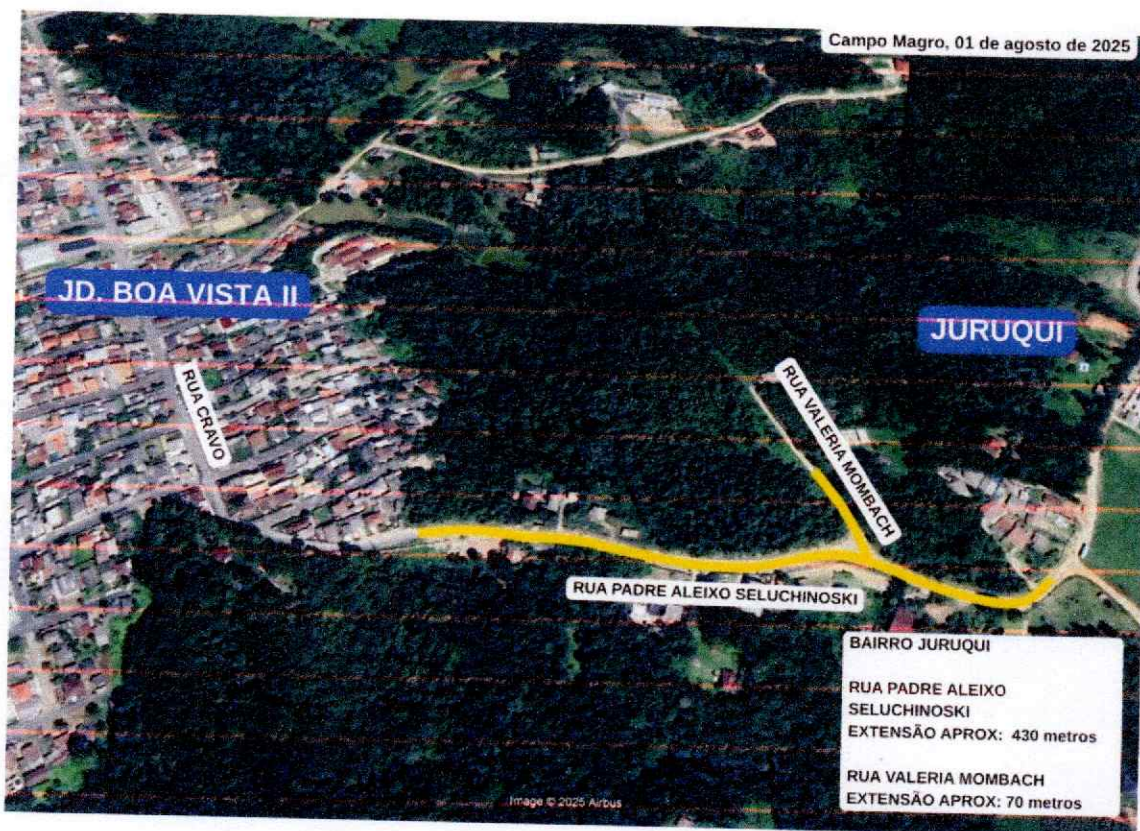 Campo Magro, 01 de agosto de 2025
JD. BOA VISTA II
JURUQUI
RUA CRAVO
RUA VALERIA MOMBACH
RUA PADRE ALEIXO SELUCHINOSKI
BAIRRO JURUQUI
RUA PADRE ALEIXO
SELUCHINOSKI
EXTENSÃO APROX: 430 metros
RUA VALERIA MOMBACH
EXTENSÃO APROX: 70 metros
Image © 2025 Airbus